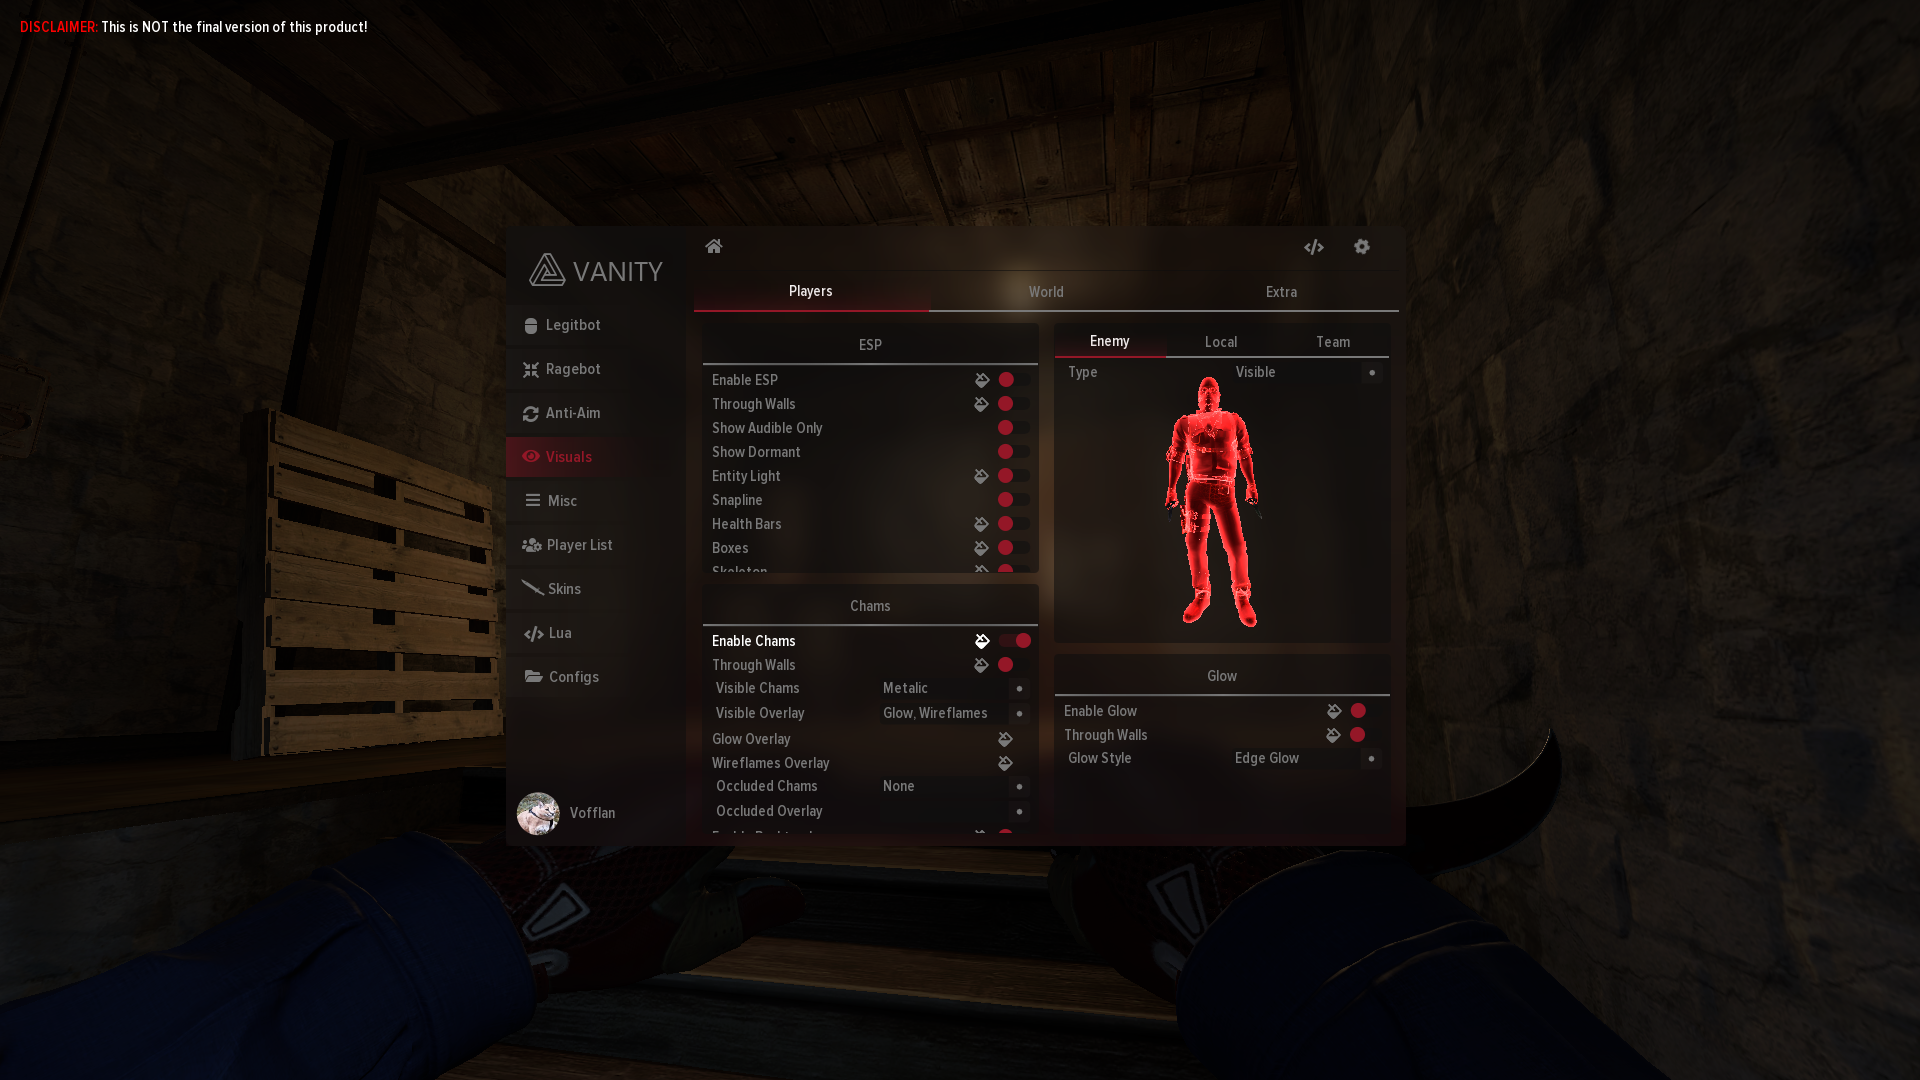 DISCLAIMER: This is NOT the final version of this product!
VANITY
Legitbot
Ragebot
Anti-Aim
Visuals
Misc
Player List
Skins
Lua
Configs
Vofflan
Players World Extra
ESP
Enable ESP
Through Walls
Show Audible Only
Show Dormant
Entity Light
Snapline
Health Bars
Boxes
Skeleton
Chams
Enable Chams
Through Walls
Visible Chams Metalic
Visible Overlay Glow, Wireflames
Glow Overlay
Wireflames Overlay
Occluded Chams None
Occluded Overlay
Enemy Local Team
Type Visible
Glow
Enable Glow
Through Walls
Glow Style Edge Glow